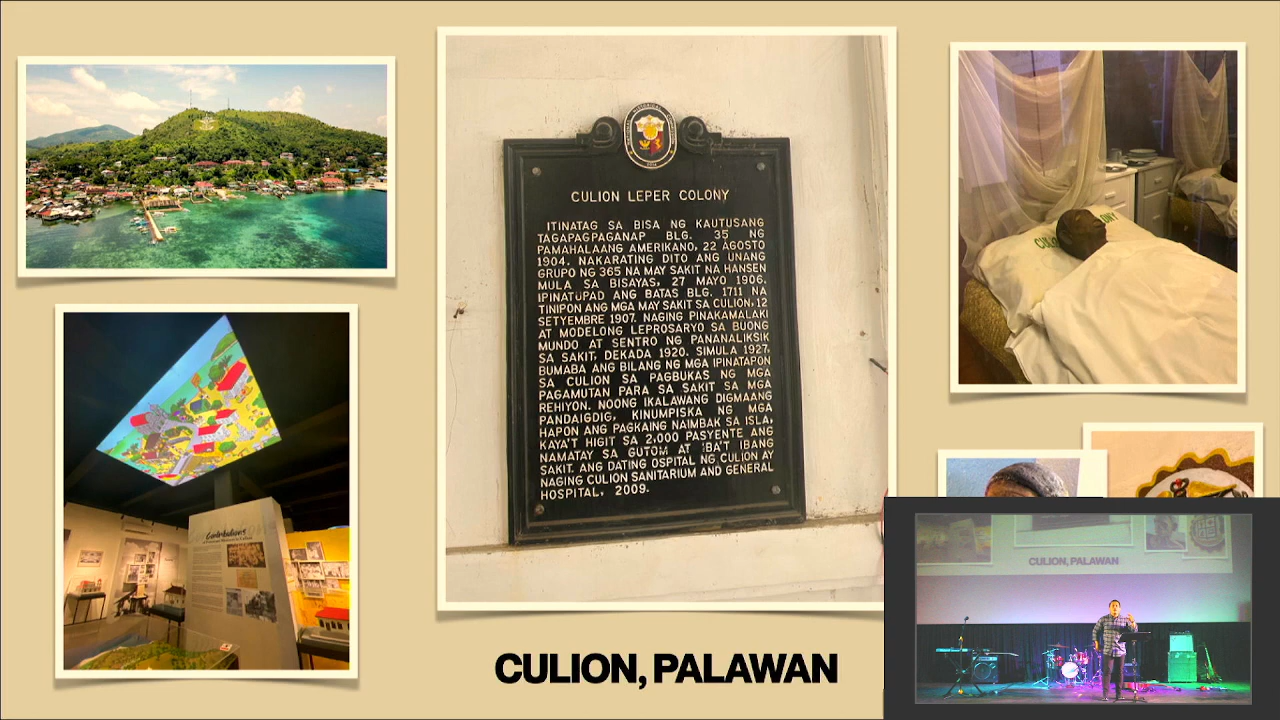 CULION LEPER COLONY
ITINATAG SA BISA NG KAUTUSANG
TAGAPAGPAGANAP BLG. 35 NG
PAMAHALAANG AMERIKANO, 22 AGOSTO
1904. NAKARATING DITO ANG UNANG
GRUPO NG 365 NA MAY SAKIT NA HANSEN
MULA SA BISAYAS, 27 MAYO 1906.
IPINATUPAD ANG BATAS BLG. 1711 NA
TINIPON ANG MGA MAY SAKIT SA CULION, 12
SETYEMBRE 1907. NAGING PINAKAMALAKI
AT MODELONG LEPROSARYO SA BUONG
MUNDO AT SENTRO NG PANANALIKSIK
SA SAKIT, DEKADA 1920. SIMULA 1927,
BUMABA ANG BILANG NG MGA IPINATAPON
SA CULION SA PAGBUKAS NG MGA
PAGAMUTAN PARA SA SAKIT SA MGA
REHIYON. NOONG IKALAWANG DIGMAANG
PANDAIGDIG, KINUMPISKA NG MGA
HAPON ANG PAGKAING NAIMBAK SA ISLA,
KAYA'T HIGIT SA 2,000 PASYENTE ANG
NAMATAY SA GUTOM AT IBA'T IBANG
SAKIT. ANG DATING OSPITAL NG CULION AY
NAGING CULION SANITARIUM AND GENERAL
HOSPITAL, 2009.
Contributions
CULION, PALAWAN
CULION, PALAWAN